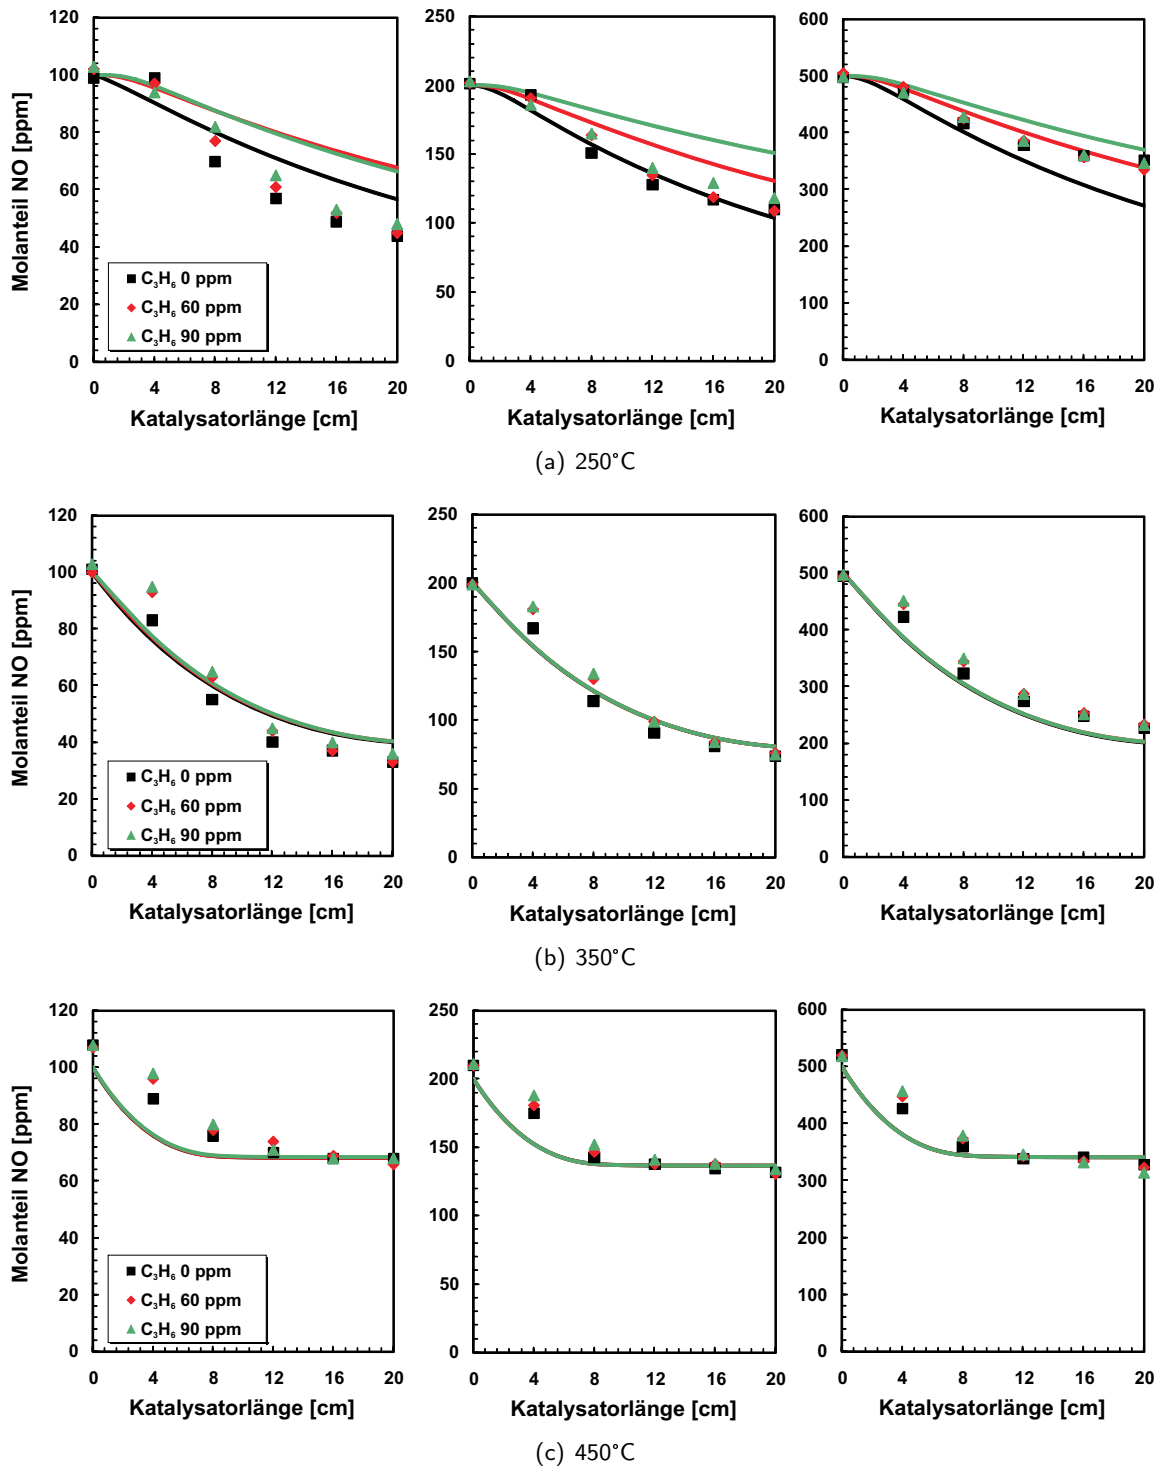 Molanteil NO [ppm]
120
100
80
60
40
20
0
C₃H₆ 0 ppm
C₃H₆ 60 ppm
C₃H₆ 90 ppm
0 4 8 12 16 20
Katalysatorlänge [cm]
250
200
150
100
50
0
0 4 8 12 16 20
Katalysatorlänge [cm]
600
500
400
300
200
100
0
0 4 8 12 16 20
Katalysatorlänge [cm]
(a) 250°C
Molanteil NO [ppm]
120
100
80
60
40
20
0
C₃H₆ 0 ppm
C₃H₆ 60 ppm
C₃H₆ 90 ppm
0 4 8 12 16 20
Katalysatorlänge [cm]
250
200
150
100
50
0
0 4 8 12 16 20
Katalysatorlänge [cm]
600
500
400
300
200
100
0
0 4 8 12 16 20
Katalysatorlänge [cm]
(b) 350°C
Molanteil NO [ppm]
120
100
80
60
40
20
0
C₃H₆ 0 ppm
C₃H₆ 60 ppm
C₃H₆ 90 ppm
0 4 8 12 16 20
Katalysatorlänge [cm]
250
200
150
100
50
0
0 4 8 12 16 20
Katalysatorlänge [cm]
600
500
400
300
200
100
0
0 4 8 12 16 20
Katalysatorlänge [cm]
(c) 450°C